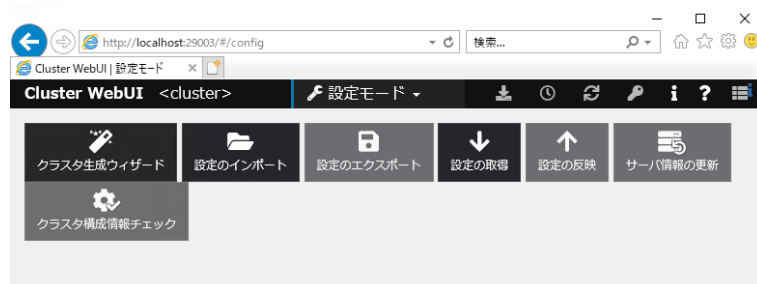 http://localhost:29003/#/config
検索...
Cluster WebUI | 設定モード
Cluster WebUI <cluster> 設定モード
クラスタ生成ウィザード 設定のインポート 設定のエクスポート 設定の取得 設定の反映 サーバ情報の更新
クラスタ構成情報チェック